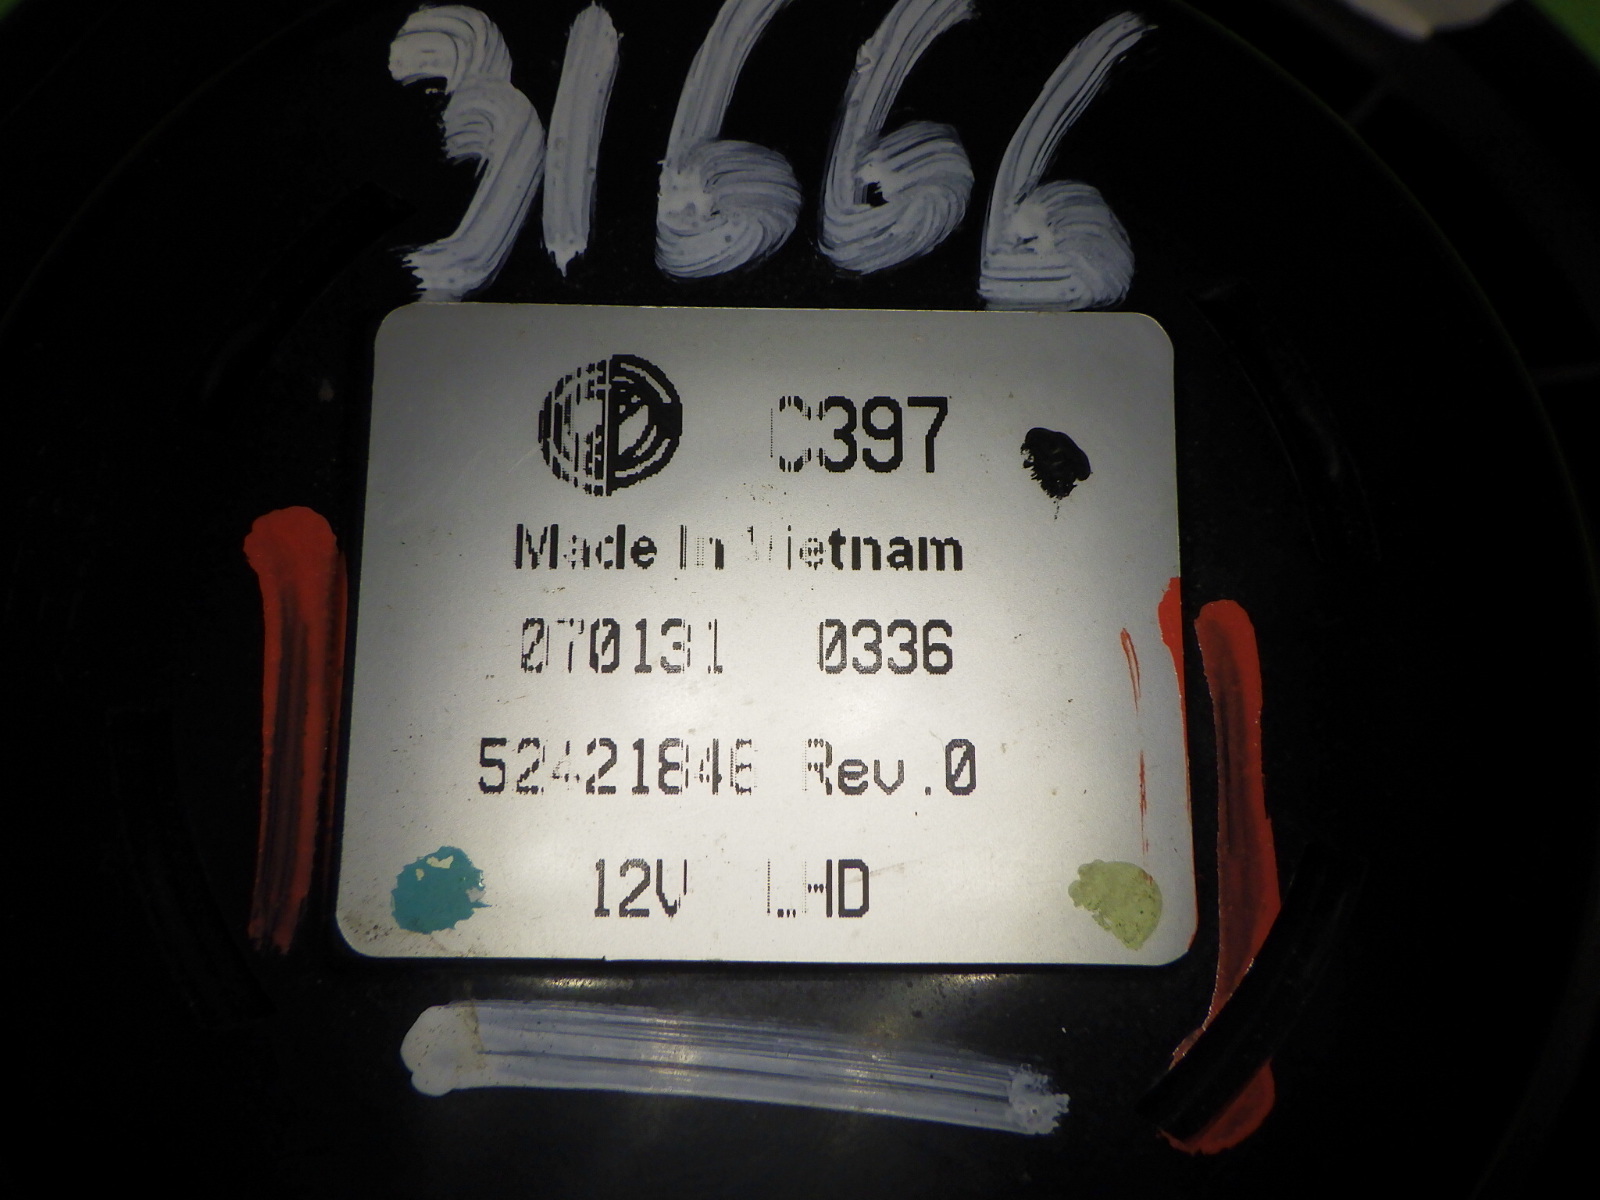 31666
C397
Made In Vietnam
070131 0336
52421846 Rev.0
12V LHD